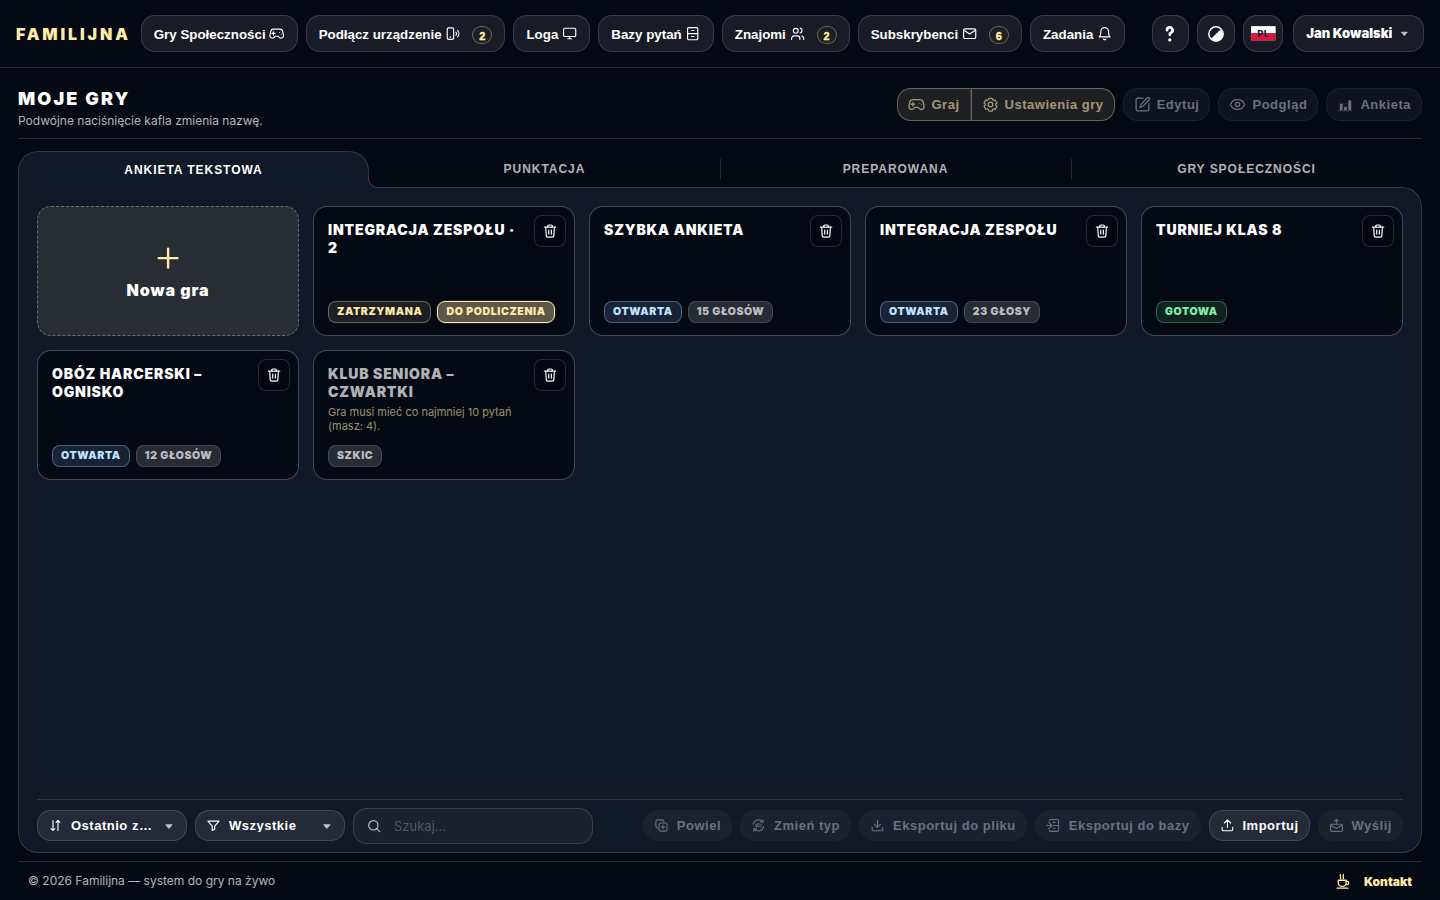 FAMILIJNA
Gry Społeczności
Podłącz urządzenie 2
Loga
Bazy pytań
Znajomi 2
Subskrybenci 6
Zadania
?
PL
Jan Kowalski
MOJE GRY
Podwójne naciśnięcie kafla zmienia nazwę.
Graj
Ustawienia gry
Edytuj
Podgląd
Ankieta
ANKIETA TEKSTOWA
PUNKTACJA
PREPAROWANA
GRY SPOŁECZNOŚCI
Nowa gra
INTEGRACJA ZESPOŁU ·
2
ZATRZYMANA
DO PODLICZENIA
SZYBKA ANKIETA
OTWARTA
15 GŁOSÓW
INTEGRACJA ZESPOŁU
OTWARTA
23 GŁOSY
TURNIEJ KLAS 8
GOTOWA
OBÓZ HARCERSKI –
OGNISKO
OTWARTA
12 GŁOSÓW
KLUB SENIORA –
CZWARTKI
Gra musi mieć co najmniej 10 pytań
(masz: 4).
SZKIC
Ostatnio z...
Wszystkie
Szukaj...
Powiel
Zmień typ
Eksportuj do pliku
Eksportuj do bazy
Importuj
Wyślij
© 2026 Familijna — system do gry na żywo
Kontakt